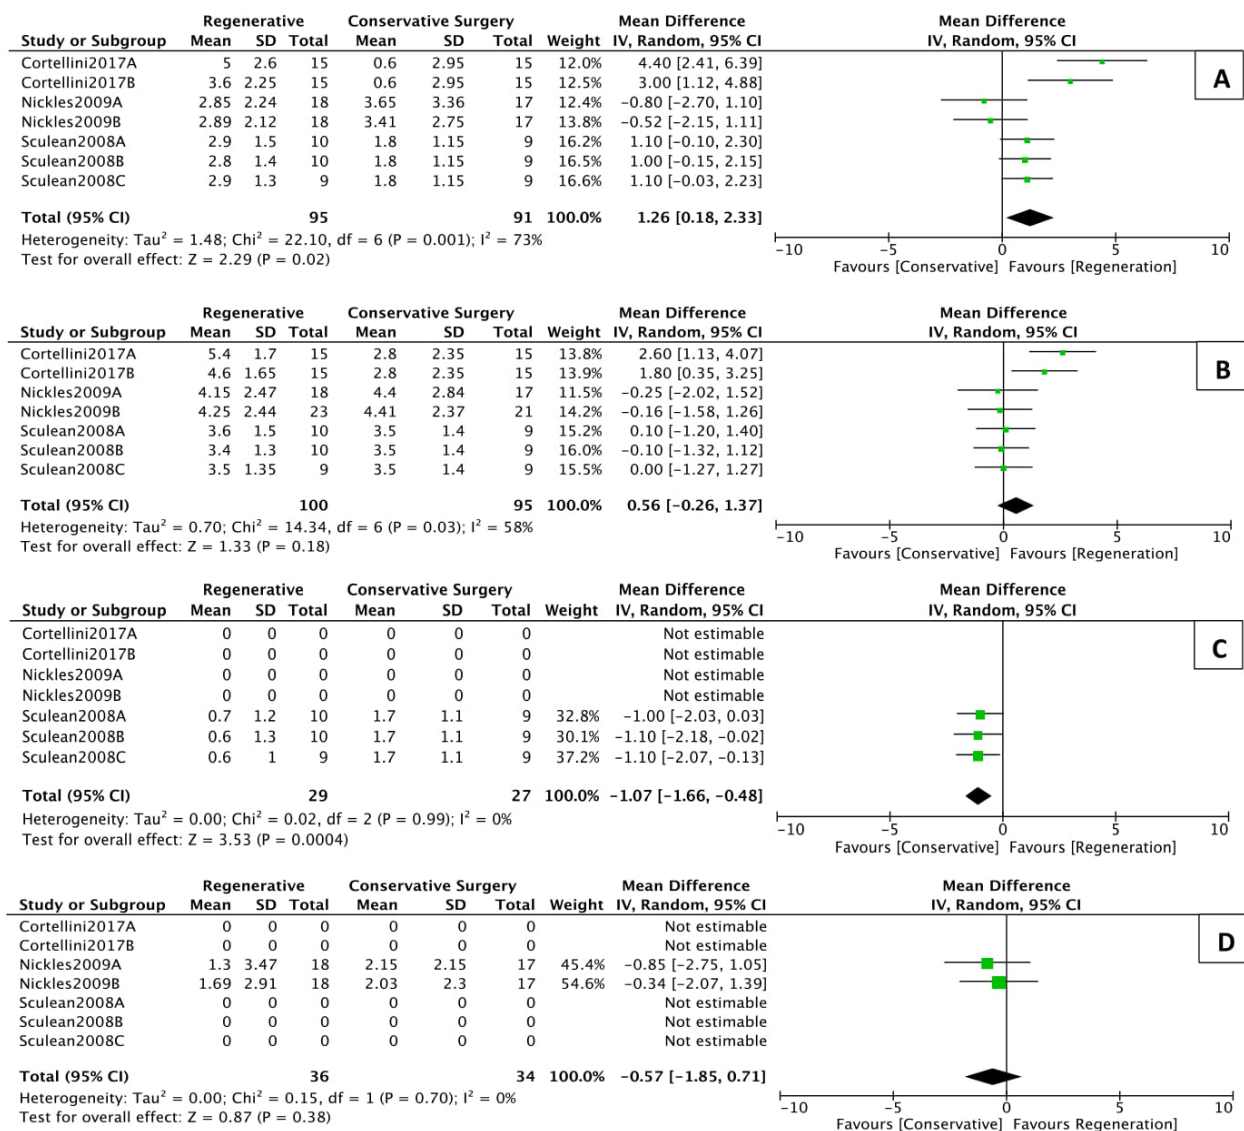 Regenerative Conservative Surgery Mean Difference Mean Difference
Study or Subgroup Mean SD Total Mean SD Total Weight IV, Random, 95% CI IV, Random, 95% CI
Cortellini2017A 5 2.6 15 0.6 2.95 15 12.0% 4.40 [2.41, 6.39]
Cortellini2017B 3.6 2.25 15 0.6 2.95 15 12.5% 3.00 [1.12, 4.88]
Nickles2009A 2.85 2.24 18 3.65 3.36 17 12.4% -0.80 [-2.70, 1.10]
Nickles2009B 2.89 2.12 18 3.41 2.75 17 13.8% -0.52 [-2.15, 1.11]
Sculean2008A 2.9 1.5 10 1.8 1.15 9 16.2% 1.10 [-0.10, 2.30]
Sculean2008B 2.8 1.4 10 1.8 1.15 9 16.5% 1.00 [-0.15, 2.15]
Sculean2008C 2.9 1.3 9 1.8 1.15 9 16.6% 1.10 [-0.03, 2.23]
A
Total (95% CI) 95 91 100.0% 1.26 [0.18, 2.33]
Heterogeneity: Tau² = 1.48; Chi² = 22.10, df = 6 (P = 0.001); I² = 73%
Test for overall effect: Z = 2.29 (P = 0.02)
-10 -5 0 5 10
Favours [Conservative] Favours [Regeneration]
Regenerative Conservative Surgery Mean Difference Mean Difference
Study or Subgroup Mean SD Total Mean SD Total Weight IV, Random, 95% CI IV, Random, 95% CI
Cortellini2017A 5.4 1.7 15 2.8 2.35 15 13.8% 2.60 [1.13, 4.07]
Cortellini2017B 4.6 1.65 15 2.8 2.35 15 13.9% 1.80 [0.35, 3.25]
Nickles2009A 4.15 2.47 18 4.4 2.84 17 11.5% -0.25 [-2.02, 1.52]
Nickles2009B 4.25 2.44 23 4.41 2.37 21 14.2% -0.16 [-1.58, 1.26]
Sculean2008A 3.6 1.5 10 3.5 1.4 9 15.2% 0.10 [-1.20, 1.40]
Sculean2008B 3.4 1.3 10 3.5 1.4 9 16.0% -0.10 [-1.32, 1.12]
Sculean2008C 3.5 1.35 9 3.5 1.4 9 15.5% 0.00 [-1.27, 1.27]
B
Total (95% CI) 100 95 100.0% 0.56 [-0.26, 1.37]
Heterogeneity: Tau² = 0.70; Chi² = 14.34, df = 6 (P = 0.03); I² = 58%
Test for overall effect: Z = 1.33 (P = 0.18)
-10 -5 0 5 10
Favours [Conservative] Favours [Regeneration]
Regenerative Conservative Surgery Mean Difference Mean Difference
Study or Subgroup Mean SD Total Mean SD Total Weight IV, Random, 95% CI IV, Random, 95% CI
Cortellini2017A 0 0 0 0 0 0 Not estimable
Cortellini2017B 0 0 0 0 0 0 Not estimable
Nickles2009A 0 0 0 0 0 0 Not estimable
Nickles2009B 0 0 0 0 0 0 Not estimable
Sculean2008A 0.7 1.2 10 1.7 1.1 9 32.8% -1.00 [-2.03, 0.03]
Sculean2008B 0.6 1.3 10 1.7 1.1 9 30.1% -1.10 [-2.18, -0.02]
Sculean2008C 0.6 1 9 1.7 1.1 9 37.2% -1.10 [-2.07, -0.13]
C
Total (95% CI) 29 27 100.0% -1.07 [-1.66, -0.48]
Heterogeneity: Tau² = 0.00; Chi² = 0.02, df = 2 (P = 0.99); I² = 0%
Test for overall effect: Z = 3.53 (P = 0.0004)
-10 -5 0 5 10
Favours [Conservative] Favours [Regeneration]
Regenerative Conservative Surgery Mean Difference Mean Difference
Study or Subgroup Mean SD Total Mean SD Total Weight IV, Random, 95% CI IV, Random, 95% CI
Cortellini2017A 0 0 0 0 0 0 Not estimable
Cortellini2017B 0 0 0 0 0 0 Not estimable
Nickles2009A 1.3 3.47 18 2.15 2.15 17 45.4% -0.85 [-2.75, 1.05]
Nickles2009B 1.69 2.91 18 2.03 2.3 17 54.6% -0.34 [-2.07, 1.39]
Sculean2008A 0 0 0 0 0 0 Not estimable
Sculean2008B 0 0 0 0 0 0 Not estimable
Sculean2008C 0 0 0 0 0 0 Not estimable
D
Total (95% CI) 36 34 100.0% -0.57 [-1.85, 0.71]
Heterogeneity: Tau² = 0.00; Chi² = 0.15, df = 1 (P = 0.70); I² = 0%
Test for overall effect: Z = 0.87 (P = 0.38)
-10 -5 0 5 10
Favours [Conservative] Favours Regeneration]